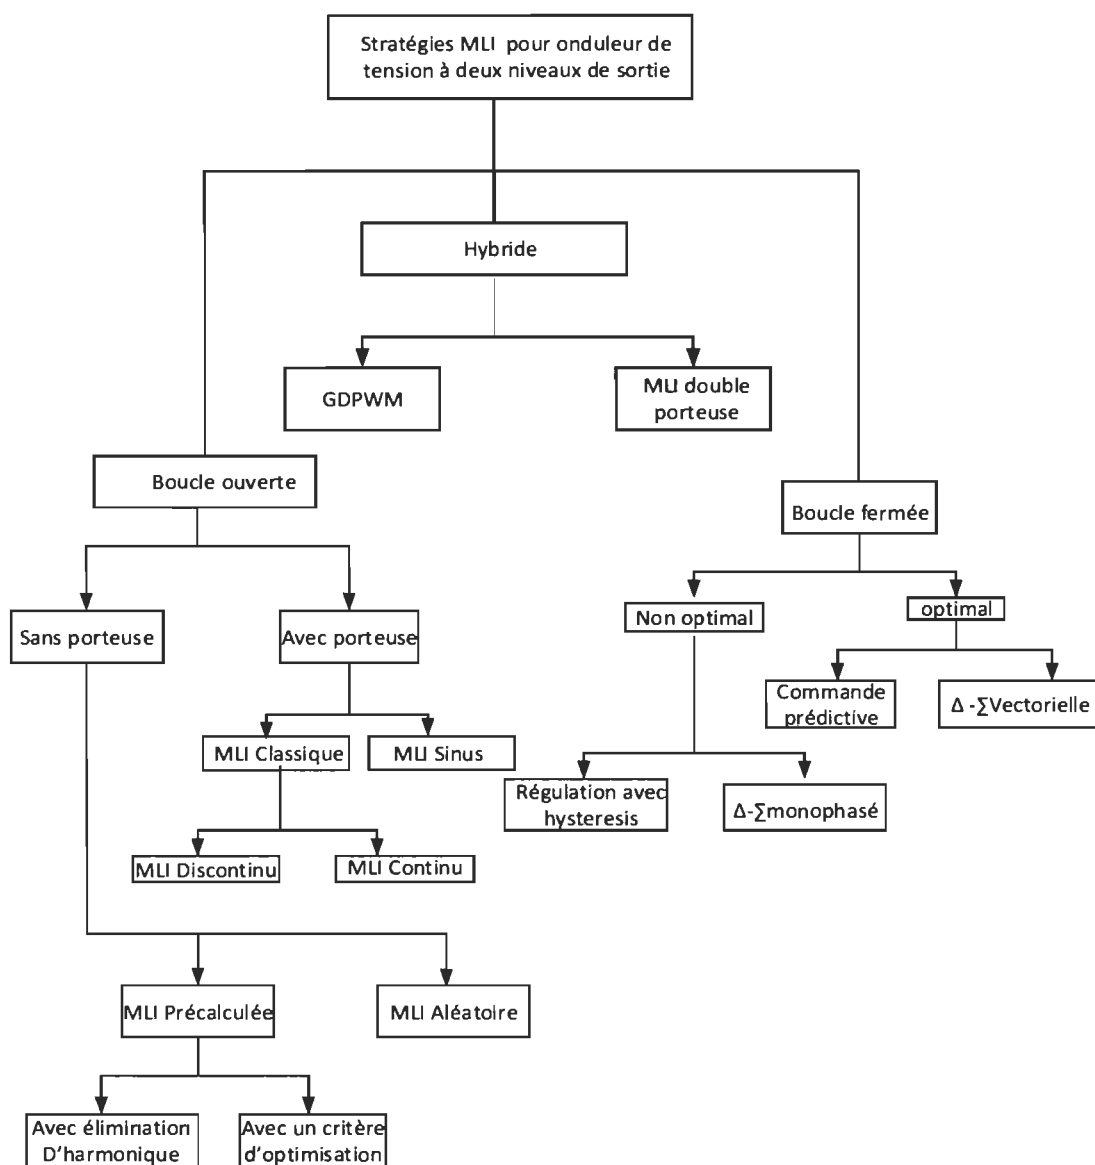 Stratégies MLI pour onduleur de
tension à deux niveaux de sortie
Hybride
GDPWM
MLI double
porteuse
Boucle ouverte
Boucle fermée
Sans porteuse
Avec porteuse
Non optimal
optimal
Commande
prédictive
Δ -∑Vectorielle
MLI Classique
MLI Sinus
Régulation avec
hysteresis
Δ-∑monophasé
MLI Discontinu
MLI Continu
MLI Précalculée
MLI Aléatoire
Avec élimination
D'harmonique
Avec un critère
d'optimisation